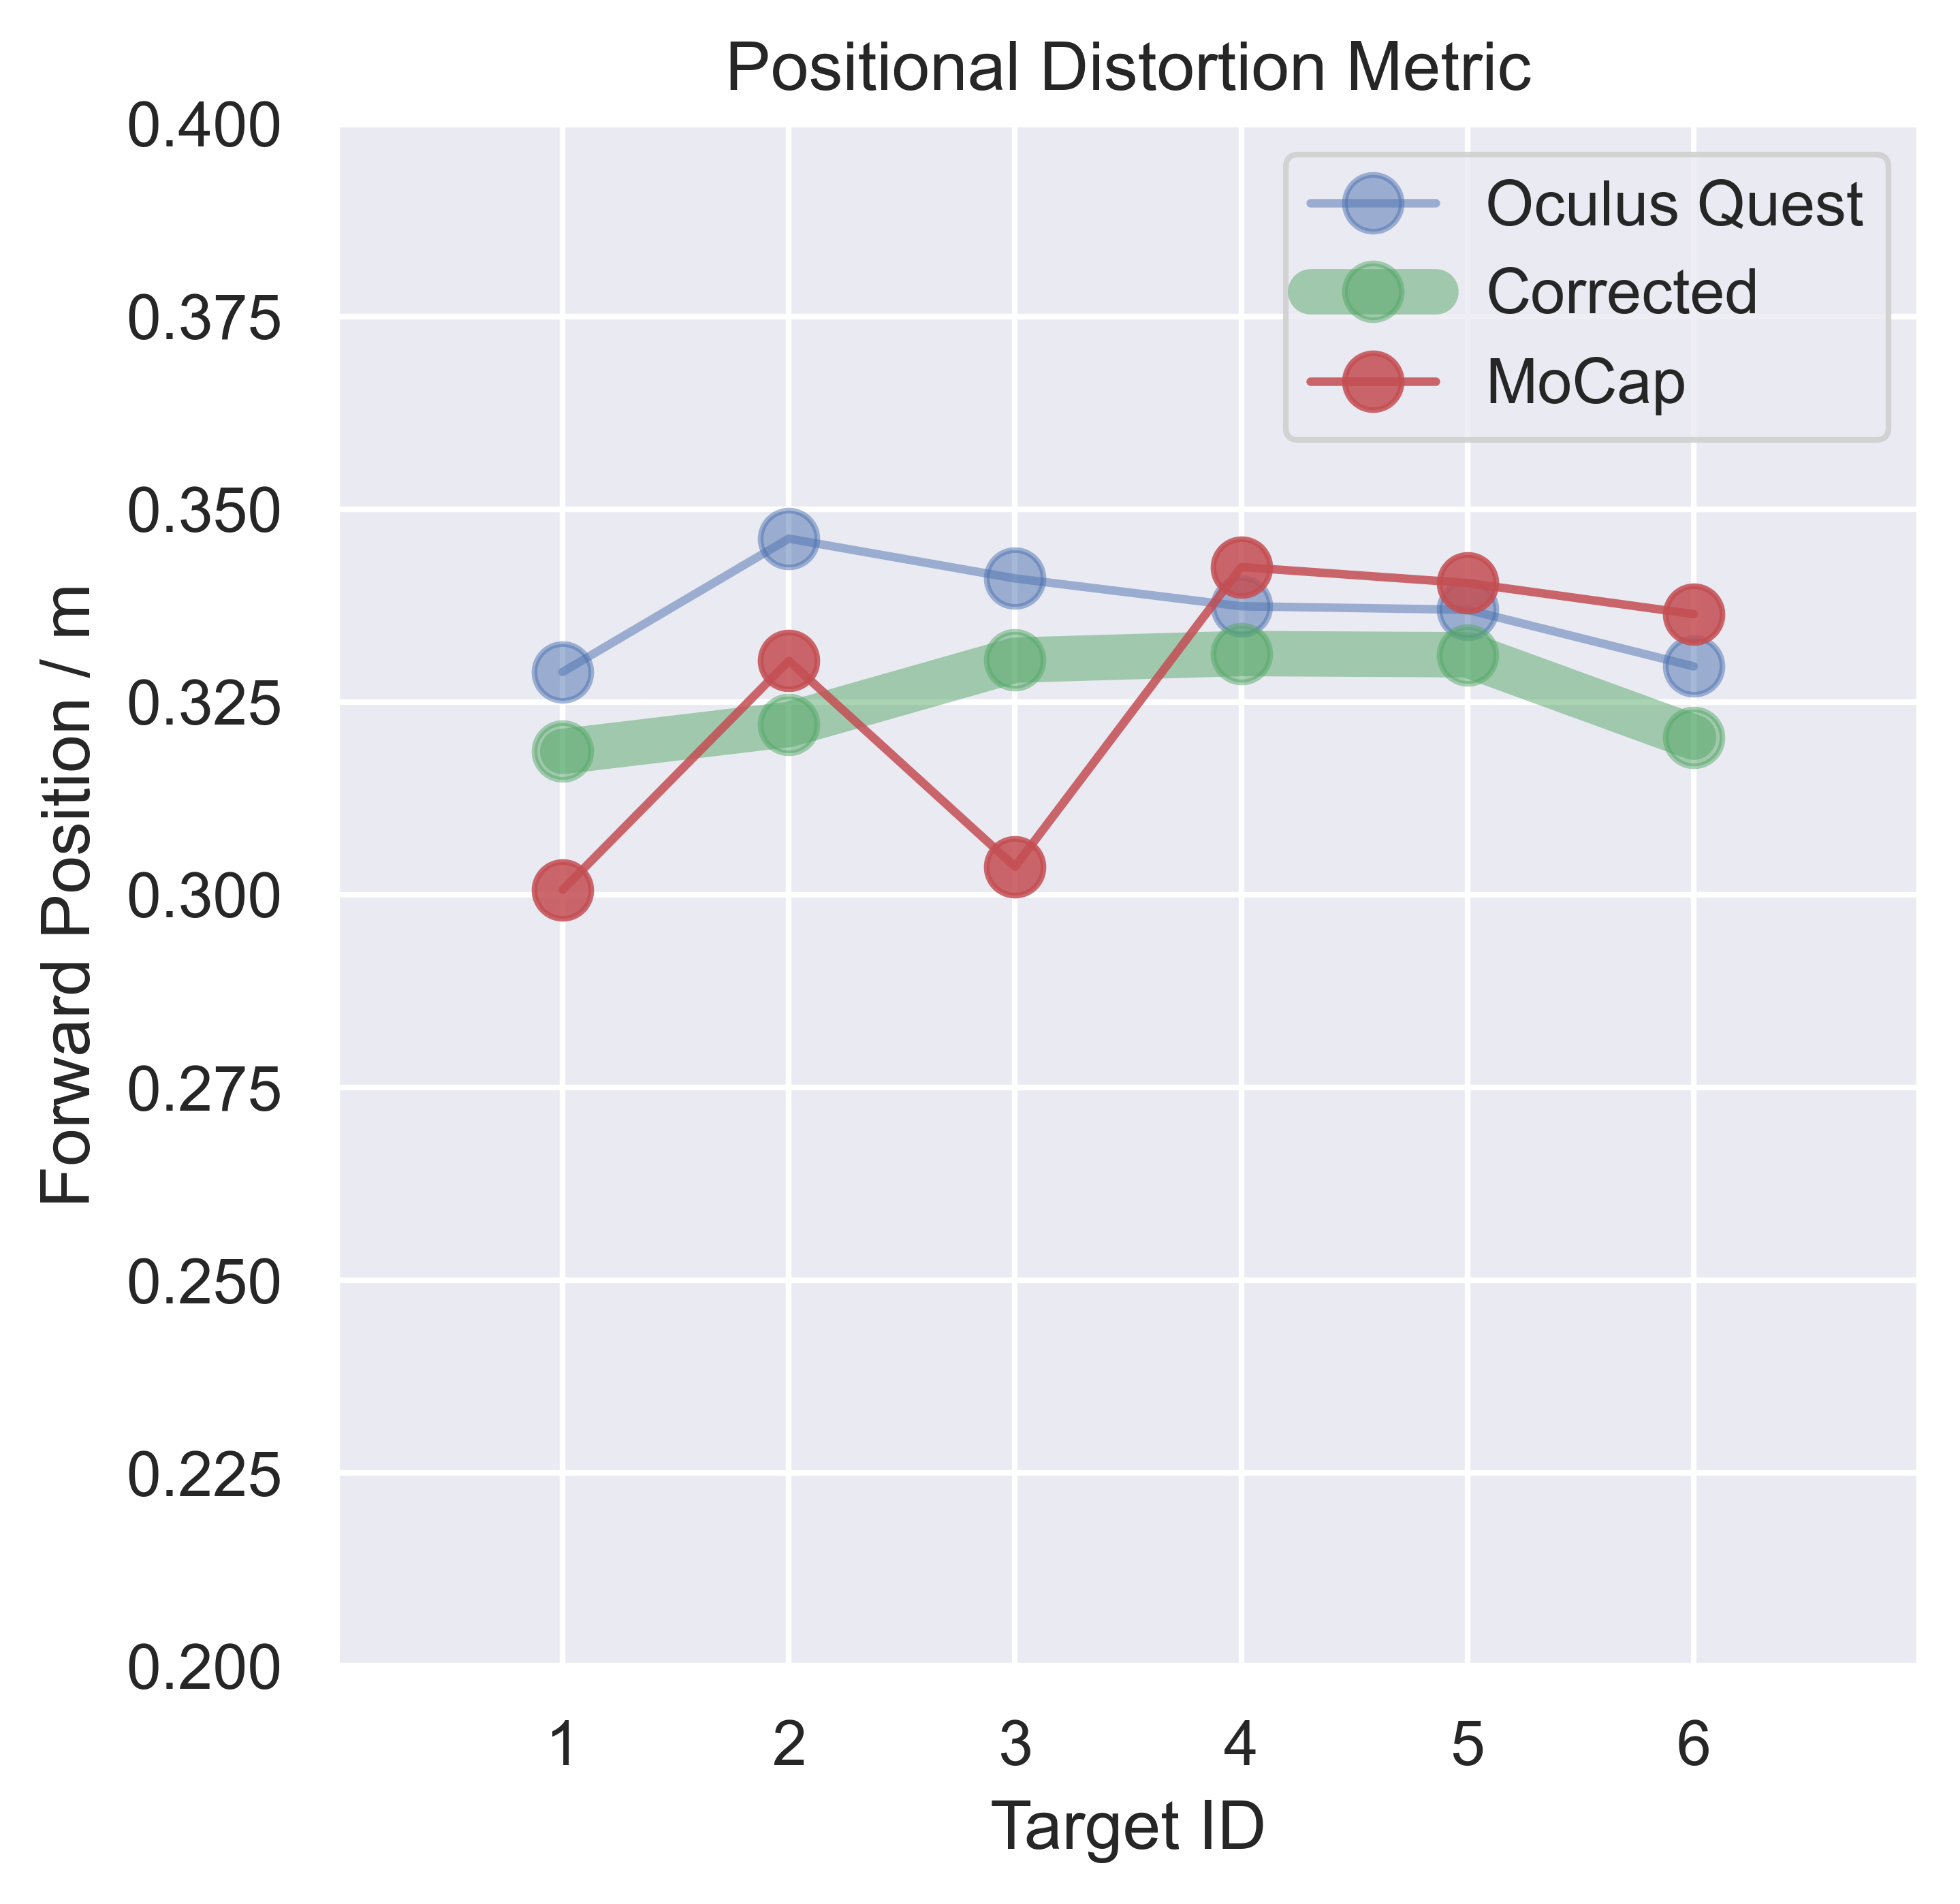 Positional Distortion Metric
0.400
0.375
0.350
0.325
0.300
0.275
0.250
0.225
0.200
Forward Position / m
Oculus Quest
Corrected
MoCap
1 2 3 4 5 6
Target ID